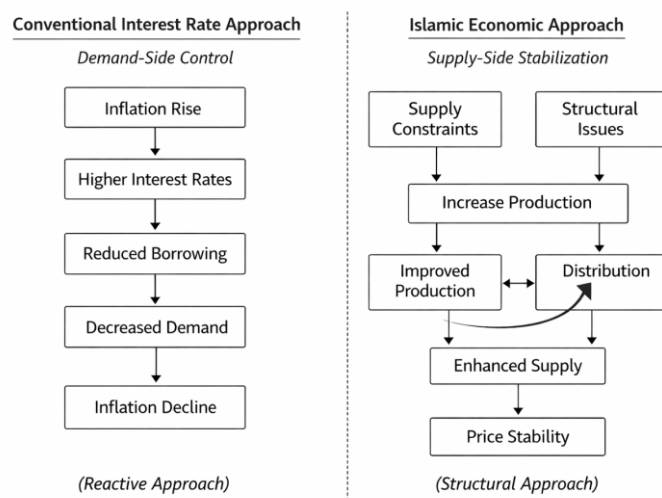 Conventional Interest Rate Approach
Demand-Side Control
Inflation Rise
Higher Interest Rates
Reduced Borrowing
Decreased Demand
Inflation Decline
(Reactive Approach)
Islamic Economic Approach
Supply-Side Stabilization
Supply
Constraints
Structural
Issues
Increase Production
Improved
Production
Distribution
Enhanced Supply
Price Stability
(Structural Approach)